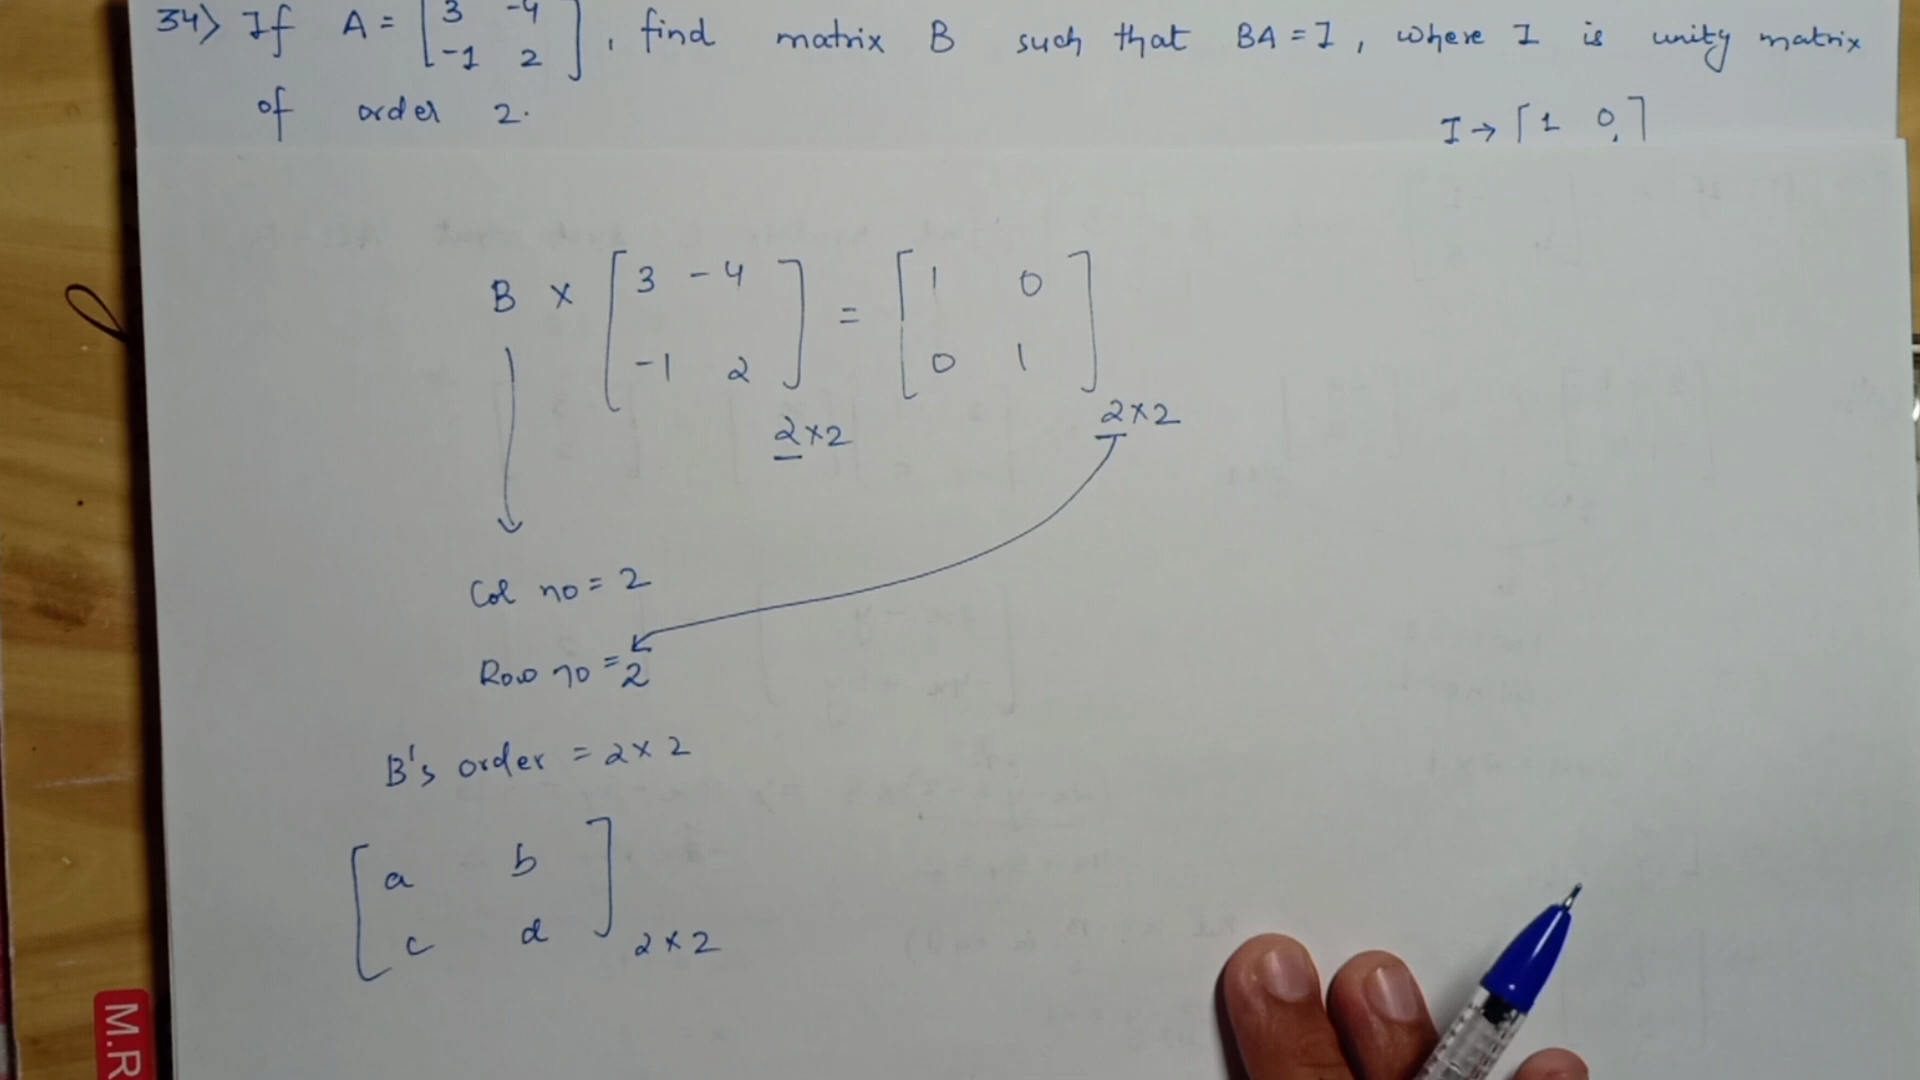 34) If A = [ 3 -4
-1 2 ] , find matrix B such that BA = I , where I is unity matrix
of order 2.
I → [ 1 0 ]
B × [ 3 -4 ] = [ 1 0 ]
-1 2 0 1
2×2 2×2
Col no = 2
Row no = 2
B's order = 2×2
[ a b ]
c d 2×2
M.R